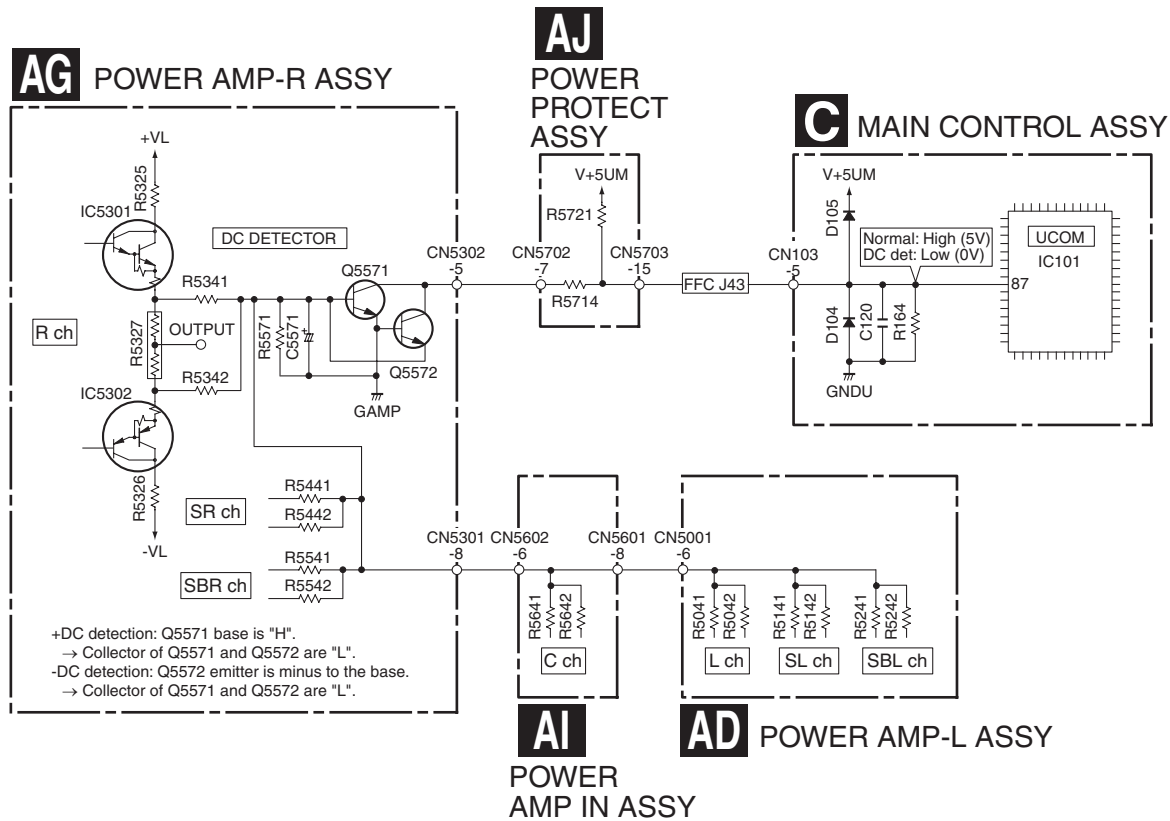 AG POWER AMP-R ASSY
AJ
POWER
PROTECT
ASSY
C MAIN CONTROL ASSY
+VL
R5325
IC5301
DC DETECTOR
R5341
Q5571
CN5302
-5
CN5702
-7
V+5UM
R5721
R5714
CN5703
-15
FFC J43
CN103
-5
V+5UM
D105
Normal: High (5V)
DC det: Low (0V)
UCOM
IC101
87
D104
C120
R164
GNDU
R ch
R5327
OUTPUT
R5571
C5571
+
Q5572
GAMP
IC5302
R5342
R5326
-VL
SR ch
R5441
R5442
SBR ch
R5541
R5542
CN5301
-8
CN5602
-6
CN5601
-8
CN5001
-6
R5641
R5642
C ch
R5041
R5042
L ch
R5141
R5142
SL ch
R5241
R5242
SBL ch
+DC detection: Q5571 base is "H".
→ Collector of Q5571 and Q5572 are "L".
-DC detection: Q5572 emitter is minus to the base.
→ Collector of Q5571 and Q5572 are "L".
AI
POWER
AMP IN ASSY
AD POWER AMP-L ASSY